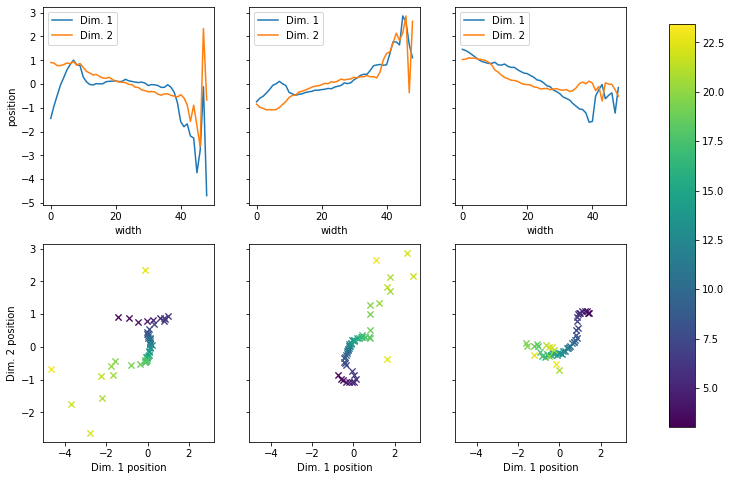 Dim. 1
Dim. 2
Dim. 1
Dim. 2
Dim. 1
Dim. 2
3
2
1
0
−1
−2
−3
−4
−5
position
0 20 40
0 20 40
0 20 40
width
width
width
3
2
1
0
−1
−2
Dim. 2 position
−4 −2 0 2
−4 −2 0 2
−4 −2 0 2
Dim. 1 position
Dim. 1 position
Dim. 1 position
22.5
20.0
17.5
15.0
12.5
10.0
7.5
5.0